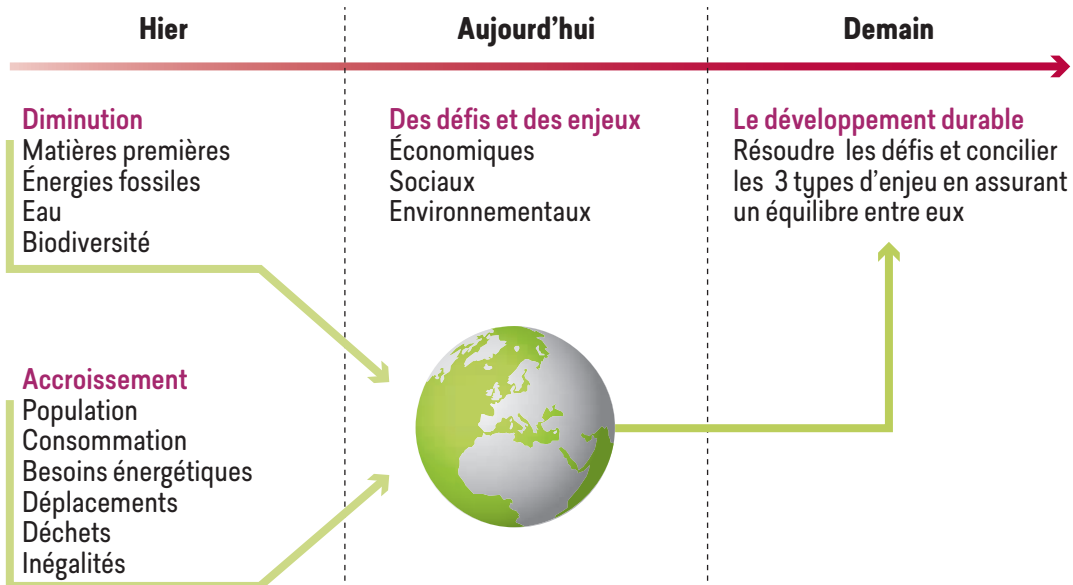 Hier
Aujourd’hui
Demain
Diminution
Matières premières
Énergies fossiles
Eau
Biodiversité
Accroissement
Population
Consommation
Besoins énergétiques
Déplacements
Déchets
Inégalités
Des défis et des enjeux
Économiques
Sociaux
Environnementaux
Le développement durable
Résoudre les défis et concilier
les 3 types d’enjeu en assurant
un équilibre entre eux